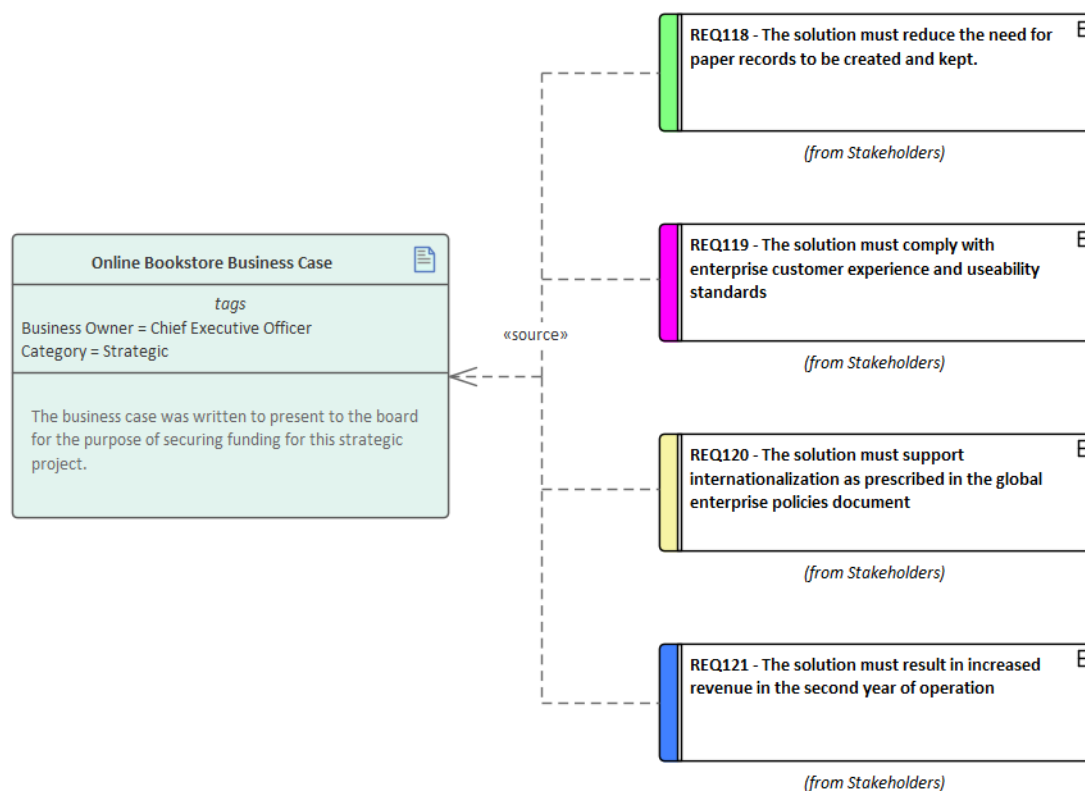 REQ118 - The solution must reduce the need for
paper records to be created and kept.
(from Stakeholders)
REQ119 - The solution must comply with
enterprise customer experience and useability
standards
(from Stakeholders)
Online Bookstore Business Case
tags
Business Owner = Chief Executive Officer
Category = Strategic
The business case was written to present to the board
for the purpose of securing funding for this strategic
project.
«source»
REQ120 - The solution must support
internationalization as prescribed in the global
enterprise policies document
(from Stakeholders)
REQ121 - The solution must result in increased
revenue in the second year of operation
(from Stakeholders)